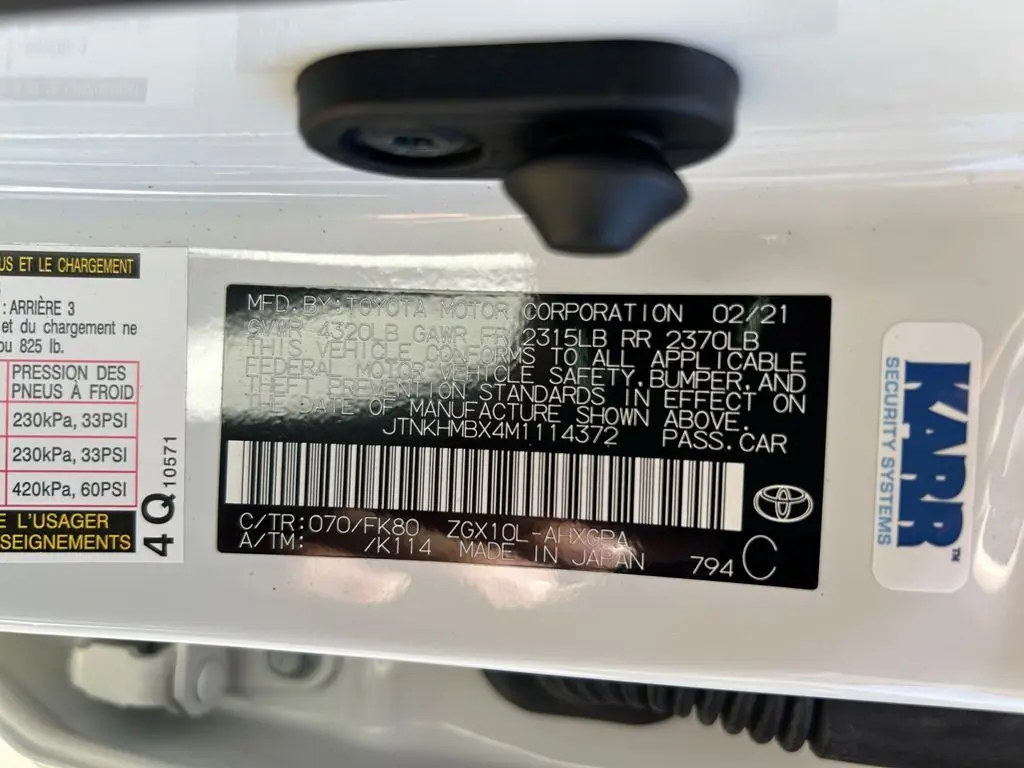 US ET LE CHARGEMENT
: ARRIÈRE 3
et du chargement ne
ou 825 lb.
PRESSION DES
PNEUS À FROID
230kPa, 33PSI
230kPa, 33PSI
420kPa, 60PSI
E L'USAGER
SEIGNEMENTS
4Q 10571
MFD.BY:TOYOTA MOTOR CORPORATION 02/21
GVWR 4320LB GAWR FR 2315LB RR 2370LB
THIS VEHICLE CONFORMS TO ALL APPLICABLE
FEDERAL MOTOR VEHICLE SAFETY,BUMPER,AND
THEFT PREVENTION STANDARDS IN EFFECT ON
THE DATE OF MANUFACTURE SHOWN ABOVE.
JTNKHMBX4M1114372 PASS.CAR
C/TR:070/FK80 ZGX10L-AHXGPA
A/TM: /K114 MADE IN JAPAN 794 C
KARR™
SECURITY SYSTEMS